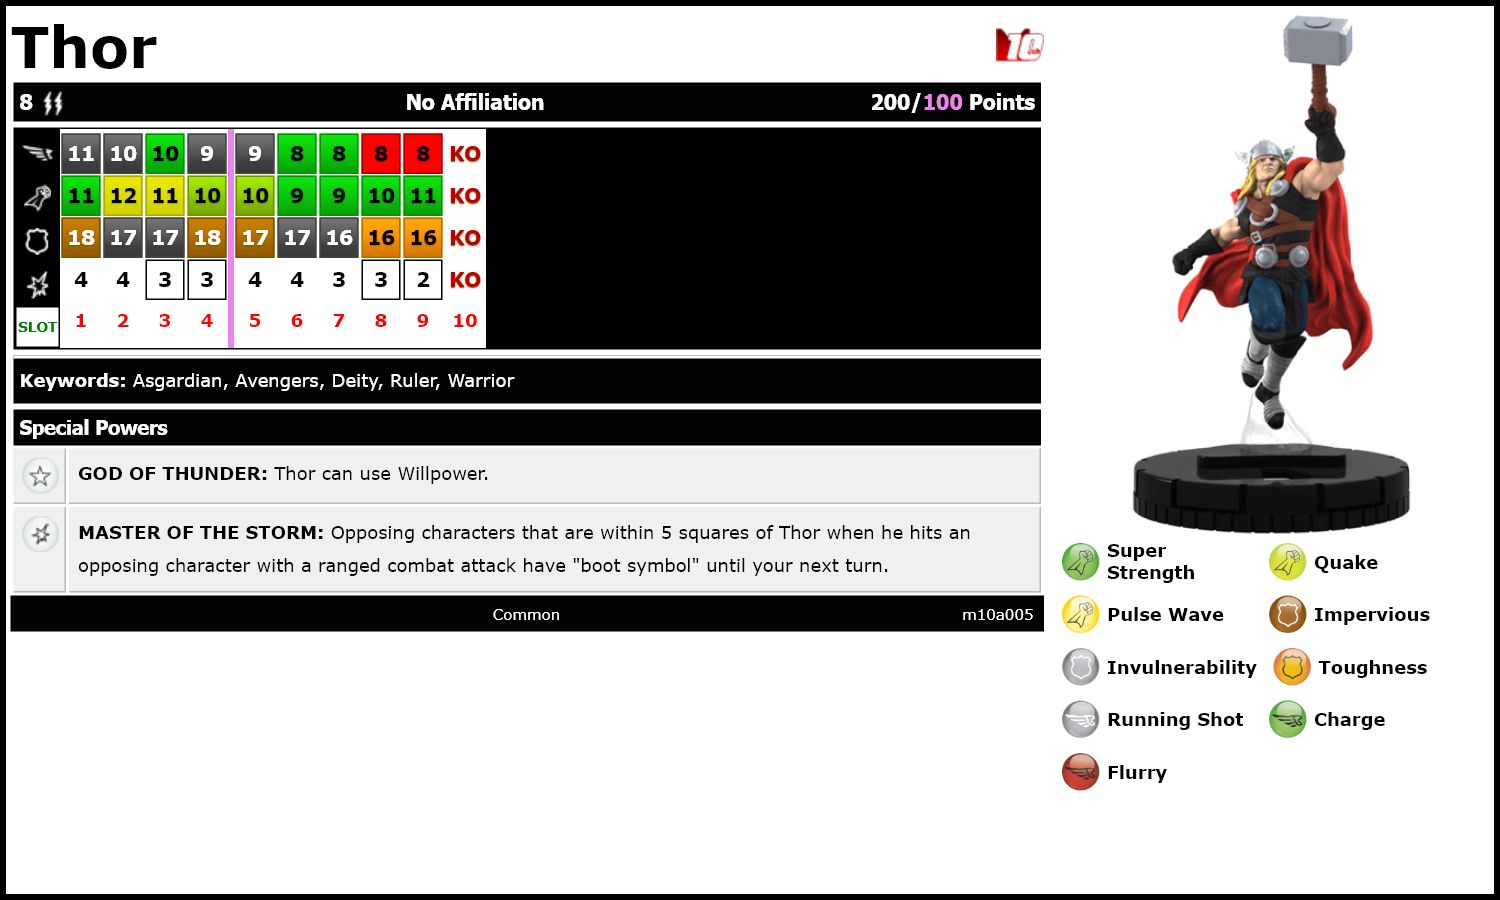 Thor
10
8 No Affiliation 200/100 Points
11 10 10 9 9 8 8 8 8 KO
11 12 11 10 10 9 9 10 11 KO
18 17 17 18 17 17 16 16 16 KO
4 4 3 3 4 4 3 3 2 KO
SLOT 1 2 3 4 5 6 7 8 9 10
Keywords: Asgardian, Avengers, Deity, Ruler, Warrior
Special Powers
GOD OF THUNDER: Thor can use Willpower.
MASTER OF THE STORM: Opposing characters that are within 5 squares of Thor when he hits an
opposing character with a ranged combat attack have "boot symbol" until your next turn.
Common m10a005
Super
Strength
Quake
Pulse Wave
Impervious
Invulnerability
Toughness
Running Shot
Charge
Flurry